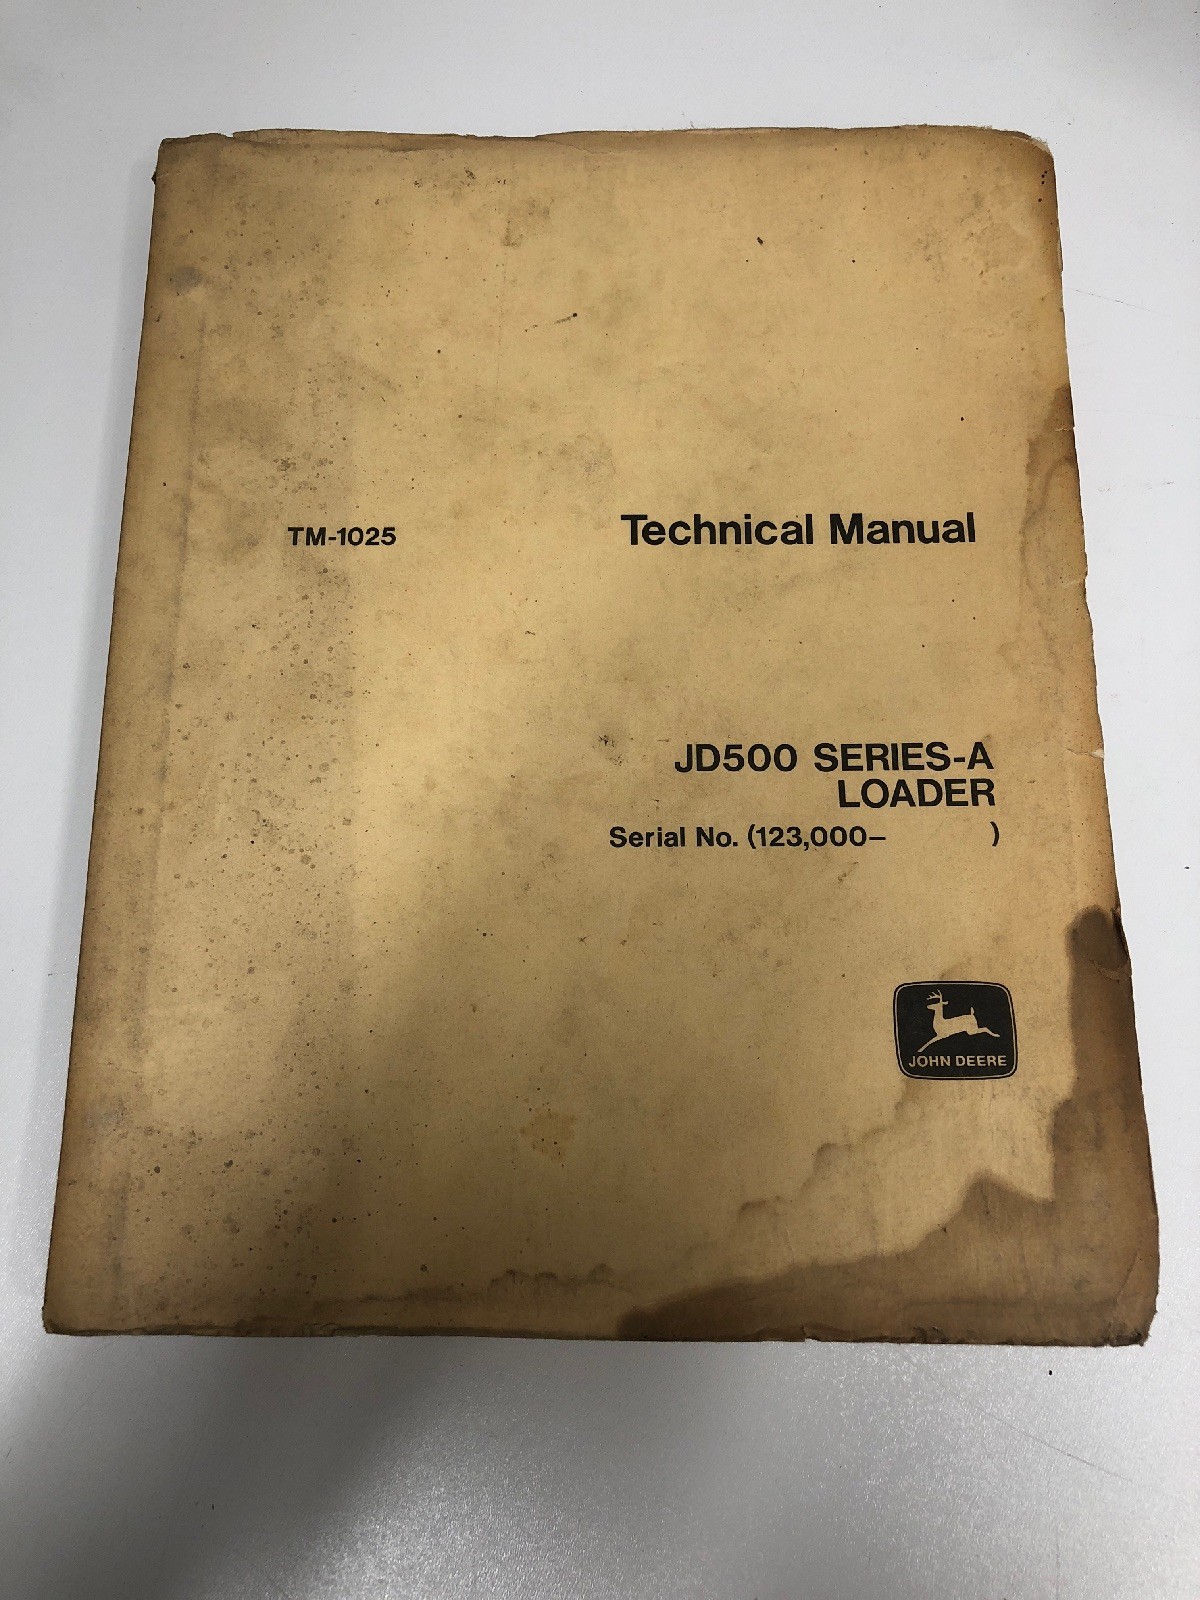 TM-1025
Technical Manual
JD500 SERIES-A
LOADER
Serial No. (123,000– )
JOHN DEERE